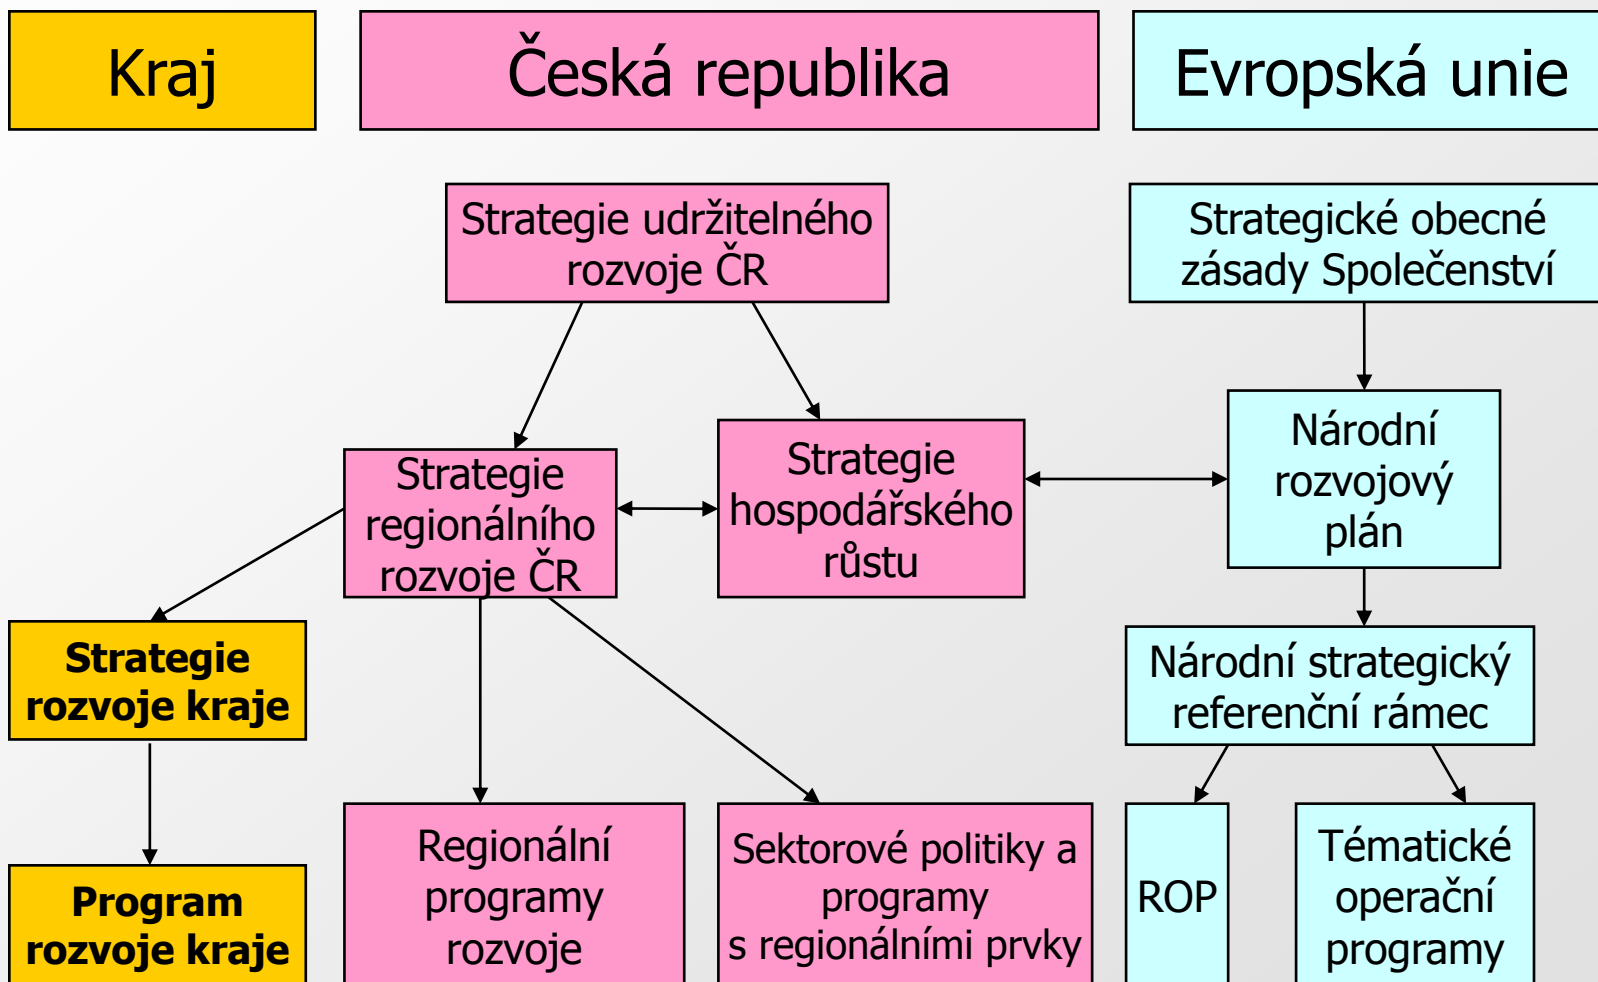 Kraj
Česká republika
Evropská unie
Strategie udržitelného
rozvoje ČR
Strategické obecné
zásady Společenství
Strategie
regionálního
rozvoje ČR
Strategie
hospodářského
růstu
Národní
rozvojový
plán
Strategie
rozvoje kraje
Národní strategický
referenční rámec
Program
rozvoje kraje
Regionální
programy
rozvoje
Sektorové politiky a
programy
s regionálními prvky
ROP
Tématické
operační
programy